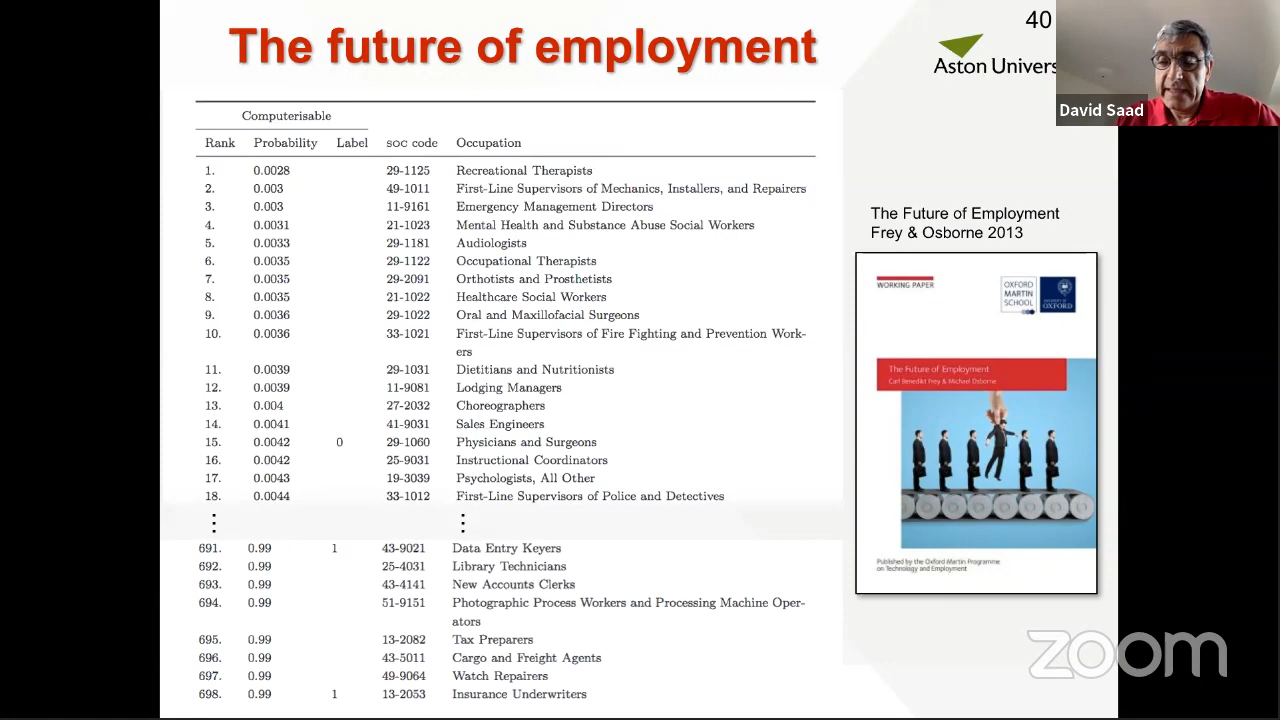 The future of employment
40
Aston Univers
David Saad
Computerisable
Rank Probability Label SOC code Occupation
1. 0.0028 29-1125 Recreational Therapists
2. 0.003 49-1011 First-Line Supervisors of Mechanics, Installers, and Repairers
3. 0.003 11-9161 Emergency Management Directors
4. 0.0031 21-1023 Mental Health and Substance Abuse Social Workers
5. 0.0033 29-1181 Audiologists
6. 0.0035 29-1122 Occupational Therapists
7. 0.0035 29-2091 Orthotists and Prosthetists
8. 0.0035 21-1022 Healthcare Social Workers
9. 0.0036 29-1022 Oral and Maxillofacial Surgeons
10. 0.0036 33-1021 First-Line Supervisors of Fire Fighting and Prevention Work-
ers
11. 0.0039 29-1031 Dietitians and Nutritionists
12. 0.0039 11-9081 Lodging Managers
13. 0.004 27-2032 Choreographers
14. 0.0041 41-9031 Sales Engineers
15. 0.0042 0 29-1060 Physicians and Surgeons
16. 0.0042 25-9031 Instructional Coordinators
17. 0.0043 19-3039 Psychologists, All Other
18. 0.0044 33-1012 First-Line Supervisors of Police and Detectives
⋮ ⋮
691. 0.99 1 43-9021 Data Entry Keyers
692. 0.99 25-4031 Library Technicians
693. 0.99 43-4141 New Accounts Clerks
694. 0.99 51-9151 Photographic Process Workers and Processing Machine Oper-
ators
695. 0.99 13-2082 Tax Preparers
696. 0.99 43-5011 Cargo and Freight Agents
697. 0.99 49-9064 Watch Repairers
698. 0.99 1 13-2053 Insurance Underwriters
The Future of Employment
Frey & Osborne 2013
WORKING PAPER
OXFORD
MARTIN
SCHOOL
UNIVERSITY OF
OXFORD
The Future of Employment
Carl Benedikt Frey & Michael Osborne
Published by the Oxford Martin Programme
on Technology and Employment
zoom